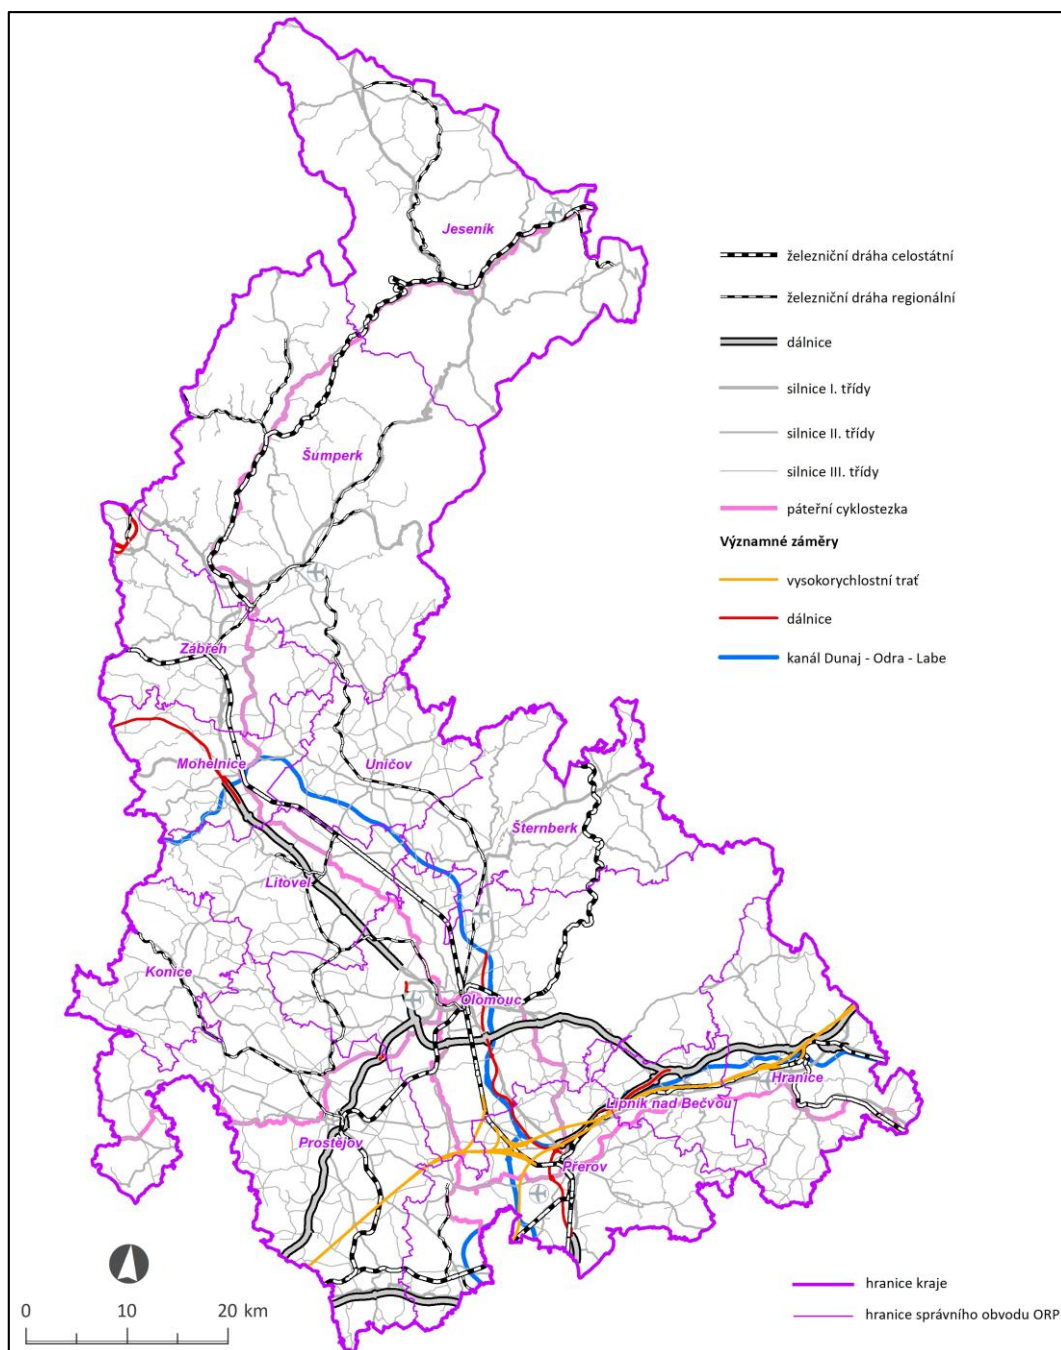 Jeseník
železniční dráha celostátní
železniční dráha regionální
dálnice
silnice I. třídy
silnice II. třídy
Šumperk
silnice III. třídy
páteřní cyklostezka
Významné záměry
vysokorychlostní trať
dálnice
Zábřeh
kanál Dunaj - Odra - Labe
Mohelnice
Uničov
Šternberk
Litovel
Konice
Olomouc
Hranice
Lipník nad Bečvou
Prostějov
Přerov
hranice kraje
0 10 20 km
hranice správního obvodu ORP